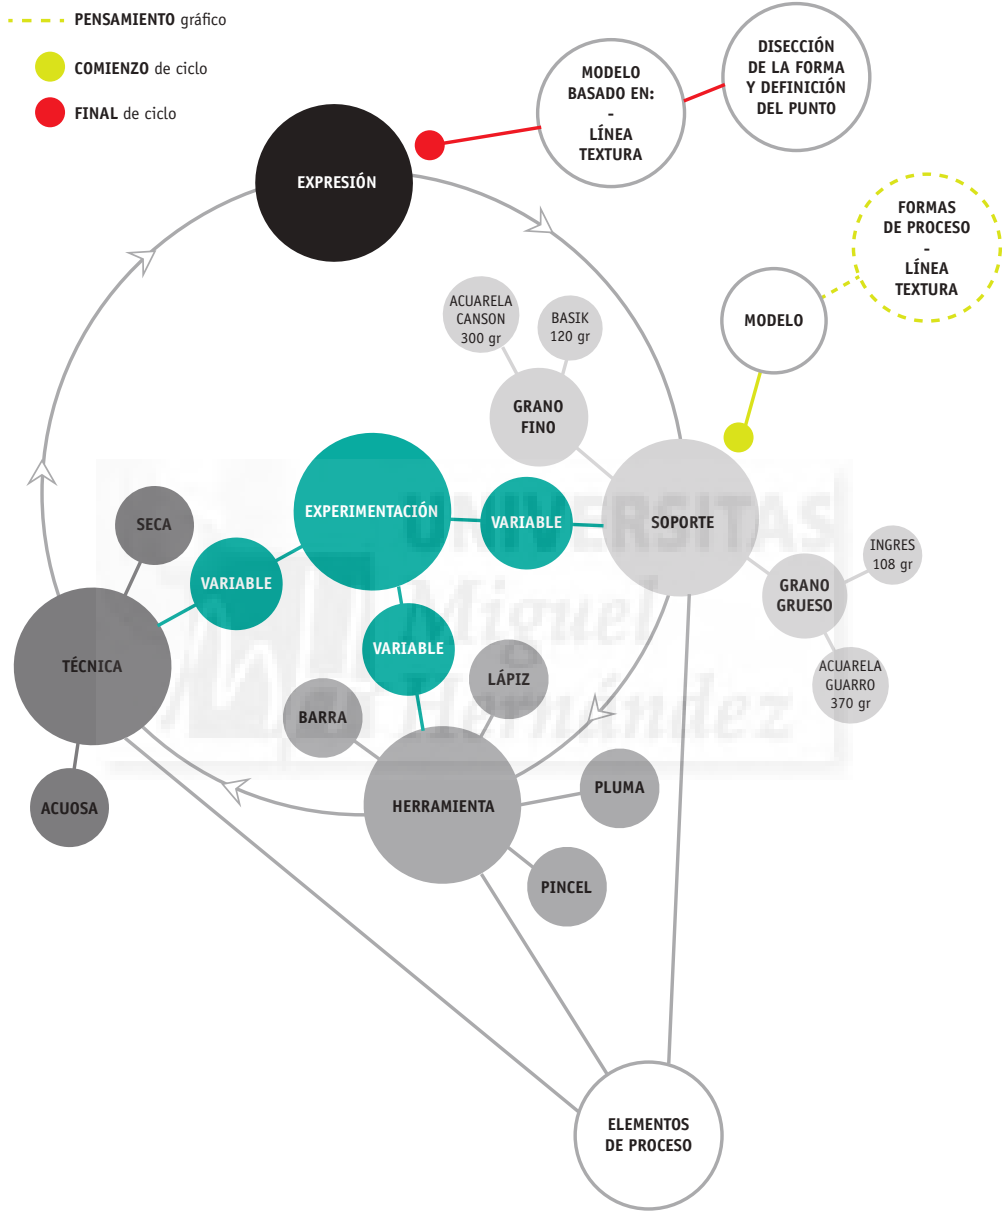 PENSAMIENTO gráfico
COMIENZO de ciclo
FINAL de ciclo
EXPRESIÓN
MODELO
BASADO EN:
-
LÍNEA
TEXTURA
DISECCIÓN
DE LA FORMA
Y DEFINICIÓN
DEL PUNTO
FORMAS
DE PROCESO
-
LÍNEA
TEXTURA
MODELO
ACUARELA
CANSON
300 gr
BASIK
120 gr
GRANO
FINO
EXPERIMENTACIÓN
VARIABLE
SOPORTE
SECA
VARIABLE
INGRES
108 gr
GRANO
GRUESO
VARIABLE
TÉCNICA
LÁPIZ
ACUARELA
GUARRO
370 gr
BARRA
HERRAMIENTA
PLUMA
ACUOSA
PINCEL
ELEMENTOS
DE PROCESO
UNIVERSITAS
Miguel
Hernández